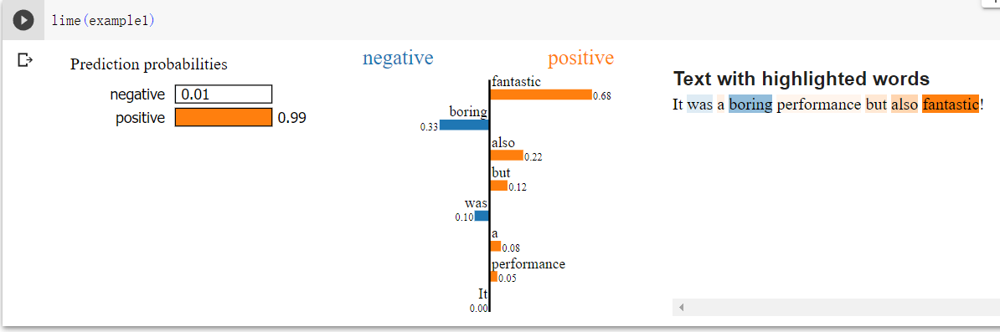 lime(example1)
Prediction probabilities
negative 0.01
positive 0.99
negative positive
fantastic
0.68
boring
0.33
also
0.22
but
0.12
was
0.10
a
0.08
performance
0.05
It
0.00
Text with highlighted words
It was a boring performance but also fantastic!